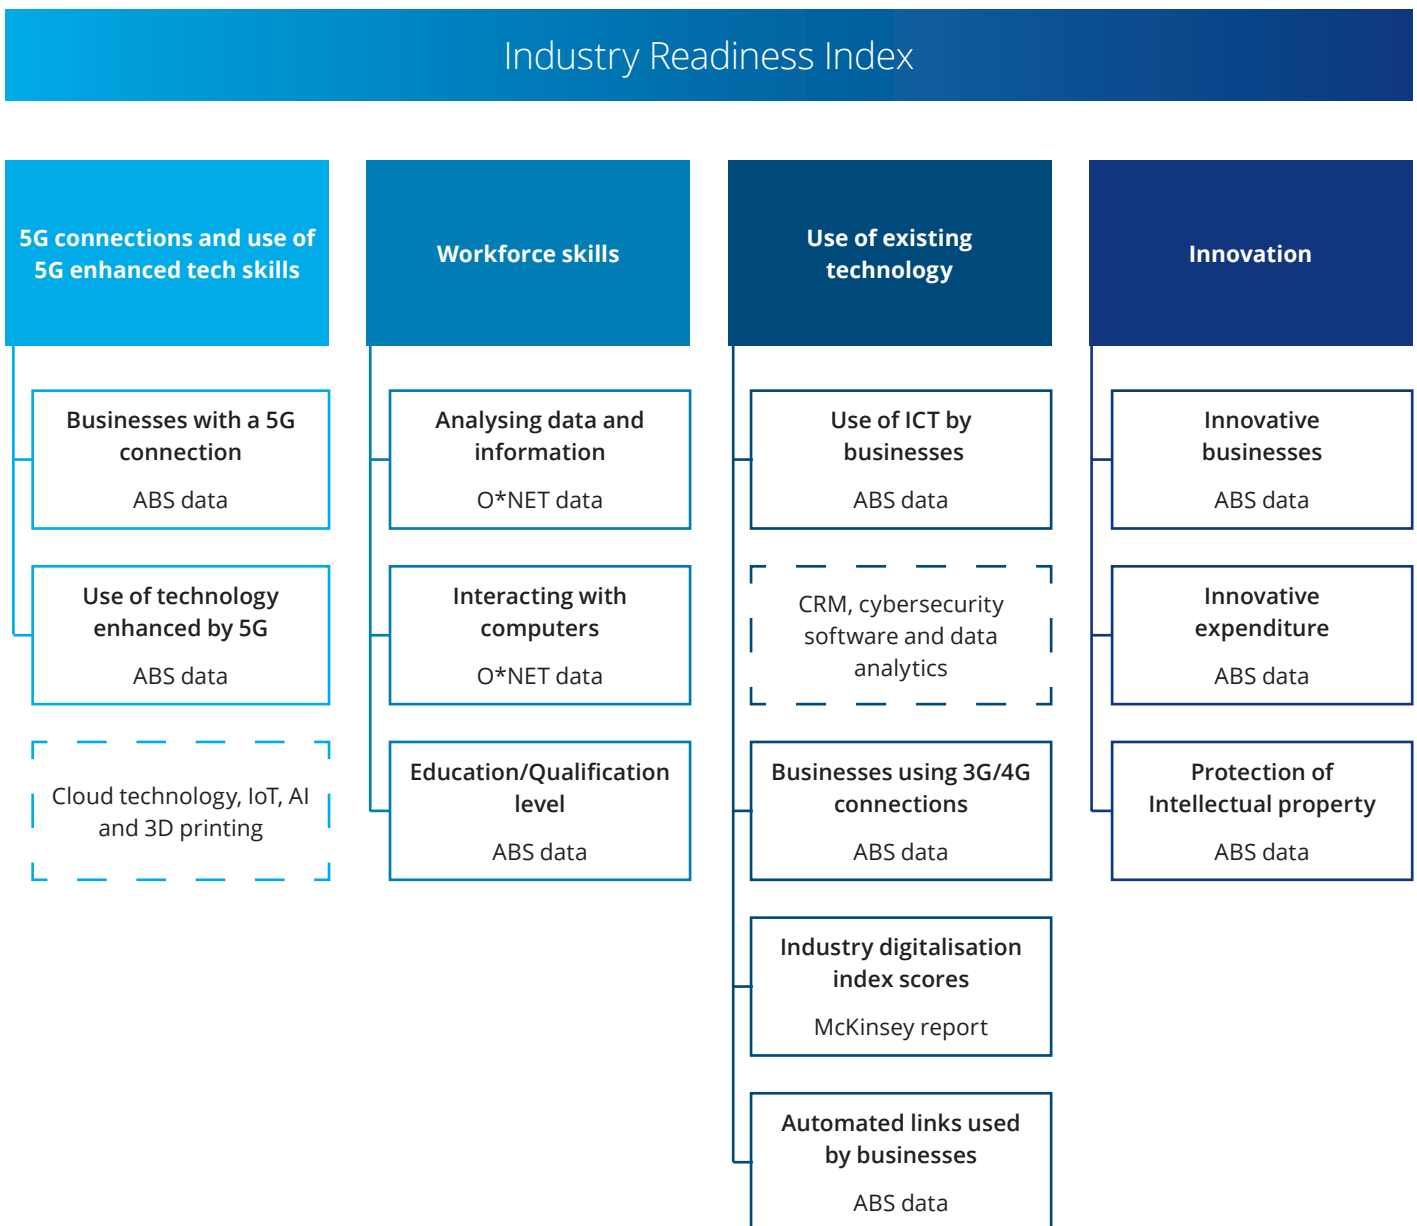 Industry Readiness Index
5G connections and use of
5G enhanced tech skills
Businesses with a 5G
connection
ABS data
Use of technology
enhanced by 5G
ABS data
Cloud technology, IoT, AI
and 3D printing
Workforce skills
Analysing data and
information
O*NET data
Interacting with
computers
O*NET data
Education/Qualification
level
ABS data
Use of existing
technology
Use of ICT by
businesses
ABS data
CRM, cybersecurity
software and data
analytics
Businesses using 3G/4G
connections
ABS data
Industry digitalisation
index scores
McKinsey report
Automated links used
by businesses
ABS data
Innovation
Innovative
businesses
ABS data
Innovative
expenditure
ABS data
Protection of
Intellectual property
ABS data